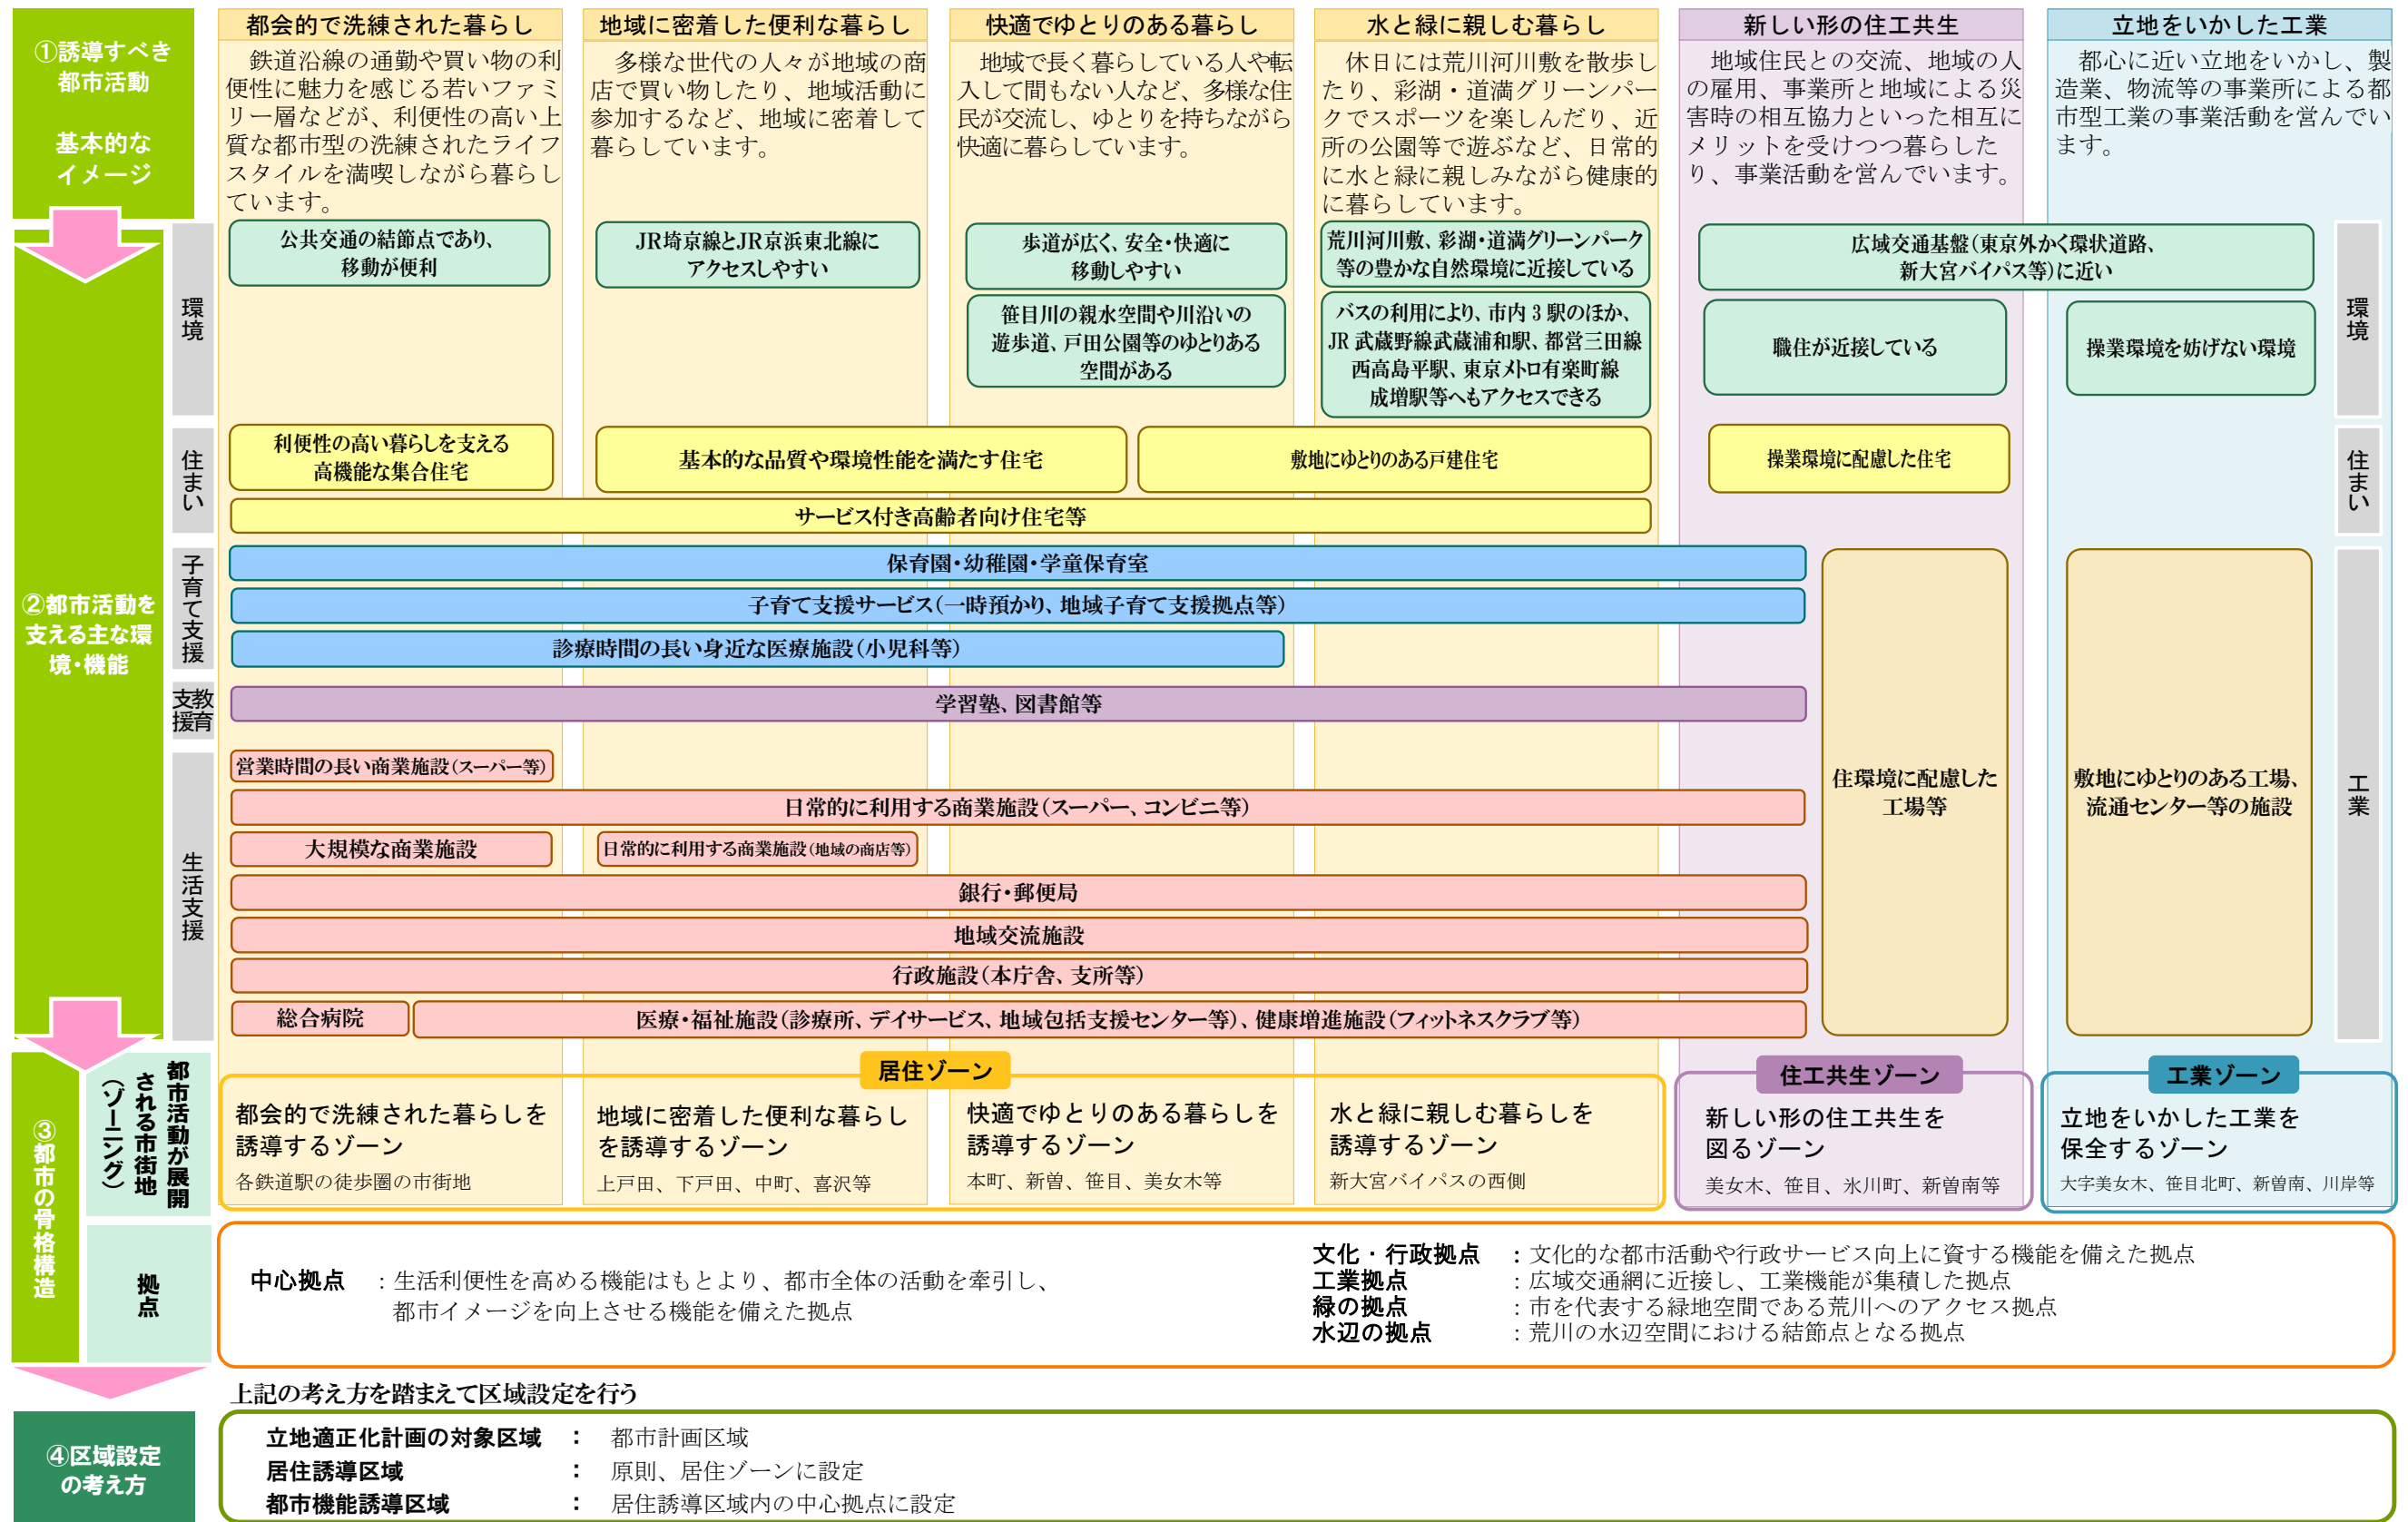 ①誘導すべき
都市活動
基本的な
イメージ
都会的で洗練された暮らし
鉄道沿線の通勤や買い物の利
便性に魅力を感じる若いファミ
リー層などが、利便性の高い上
質な都市型の洗練されたライフ
スタイルを満喫しながら暮らし
ています。
地域に密着した便利な暮らし
多様な世代の人々が地域の商
店で買い物したり、地域活動に
参加するなど、地域に密着して
暮らしています。
快適でゆとりのある暮らし
地域で長く暮らしている人や転
入して間もない人など、多様な住
民が交流し、ゆとりを持ちながら
快適に暮らしています。
水と緑に親しむ暮らし
休日には荒川河川敷を散歩し
たり、彩湖・道満グリーンパー
クでスポーツを楽しんだり、近
所の公園等で遊ぶなど、日常的
に水と緑に親しみながら健康的
に暮らしています。
新しい形の住工共生
地域住民との交流、地域の人
の雇用、事業所と地域による災
害時の相互協力といった相互に
メリットを受けつつ暮らした
り、事業活動を営んでいます。
立地をいかした工業
都心に近い立地をいかし、製
造業、物流等の事業所による都
市型工業の事業活動を営んでい
ます。
②都市活動を
支える主な環
境・機能
環境
公共交通の結節点であり、
移動が便利
JR埼京線とJR京浜東北線に
アクセスしやすい
歩道が広く、安全・快適に
移動しやすい
笹目川の親水空間や川沿いの
遊歩道、戸田公園等のゆとりある
空間がある
荒川河川敷、彩湖・道満グリーンパーク
等の豊かな自然環境に近接している
バスの利用により、市内３駅のほか、
JR 武蔵野線武蔵浦和駅、都営三田線
西高島平駅、東京メトロ有楽町線
成増駅等へもアクセスできる
広域交通基盤（東京外かく環状道路、
新大宮バイパス等）に近い
職住が近接している
操業環境を妨げない環境
環境
住まい
利便性の高い暮らしを支える
高機能な集合住宅
基本的な品質や環境性能を満たす住宅
敷地にゆとりのある戸建住宅
操業環境に配慮した住宅
サービス付き高齢者向け住宅等
住まい
子育て支援
保育園・幼稚園・学童保育室
子育て支援サービス（一時預かり、地域子育て支援拠点等）
診療時間の長い身近な医療施設（小児科等）
教育
支援
学習塾、図書館等
生活支援
営業時間の長い商業施設（スーパー等）
日常的に利用する商業施設（スーパー、コンビニ等）
大規模な商業施設
日常的に利用する商業施設（地域の商店等）
銀行・郵便局
地域交流施設
行政施設（本庁舎、支所等）
総合病院
医療・福祉施設（診療所、デイサービス、地域包括支援センター等）、健康増進施設（フィットネスクラブ等）
住環境に配慮した
工場等
敷地にゆとりのある工場、
流通センター等の施設
工業
③都市の骨格構造
都市活動が展開
される市街地
（ゾーニング）
居住ゾーン
都会的で洗練された暮らしを
誘導するゾーン
各鉄道駅の徒歩圏の市街地
地域に密着した便利な暮らし
を誘導するゾーン
上戸田、下戸田、中町、喜沢等
快適でゆとりのある暮らしを
誘導するゾーン
本町、新曽、笹目、美女木等
水と緑に親しむ暮らしを
誘導するゾーン
新大宮バイパスの西側
住工共生ゾーン
新しい形の住工共生を
図るゾーン
美女木、笹目、氷川町、新曽南等
工業ゾーン
立地をいかした工業を
保全するゾーン
大字美女木、笹目北町、新曽南、川岸等
拠点
中心拠点　：生活利便性を高める機能はもとより、都市全体の活動を牽引し、
都市イメージを向上させる機能を備えた拠点
文化・行政拠点　：文化的な都市活動や行政サービス向上に資する機能を備えた拠点
工業拠点　：広域交通網に近接し、工業機能が集積した拠点
緑の拠点　：市を代表する緑地空間である荒川へのアクセス拠点
水辺の拠点　：荒川の水辺空間における結節点となる拠点
上記の考え方を踏まえて区域設定を行う
④区域設定
の考え方
立地適正化計画の対象区域　：　都市計画区域
居住誘導区域　：　原則、居住ゾーンに設定
都市機能誘導区域　：　居住誘導区域内の中心拠点に設定